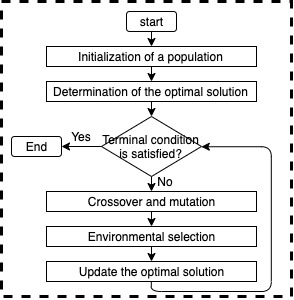 start
Initialization of a population
Determination of the optimal solution
Terminal condition
is satisfied?
Yes
End
No
Crossover and mutation
Environmental selection
Update the optimal solution